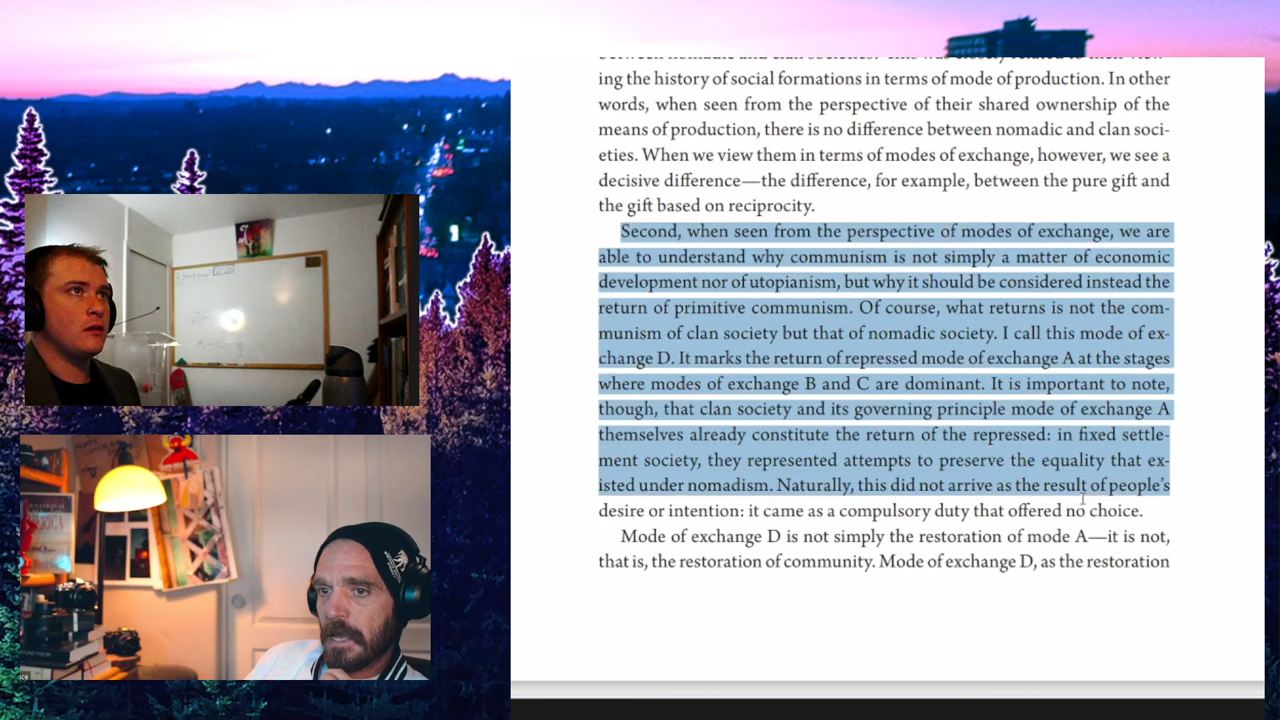 ing the history of social formations in terms of mode of production. In other
words, when seen from the perspective of their shared ownership of the
means of production, there is no difference between nomadic and clan soci-
eties. When we view them in terms of modes of exchange, however, we see a
decisive difference—the difference, for example, between the pure gift and
the gift based on reciprocity.
Second, when seen from the perspective of modes of exchange, we are
able to understand why communism is not simply a matter of economic
development nor of utopianism, but why it should be considered instead the
return of primitive communism. Of course, what returns is not the com-
munism of clan society but that of nomadic society. I call this mode of ex-
change D. It marks the return of repressed mode of exchange A at the stages
where modes of exchange B and C are dominant. It is important to note,
though, that clan society and its governing principle mode of exchange A
themselves already constitute the return of the repressed: in fixed settle-
ment society, they represented attempts to preserve the equality that ex-
isted under nomadism. Naturally, this did not arrive as the result of people’s
desire or intention: it came as a compulsory duty that offered no choice.
Mode of exchange D is not simply the restoration of mode A—it is not,
that is, the restoration of community. Mode of exchange D, as the restoration